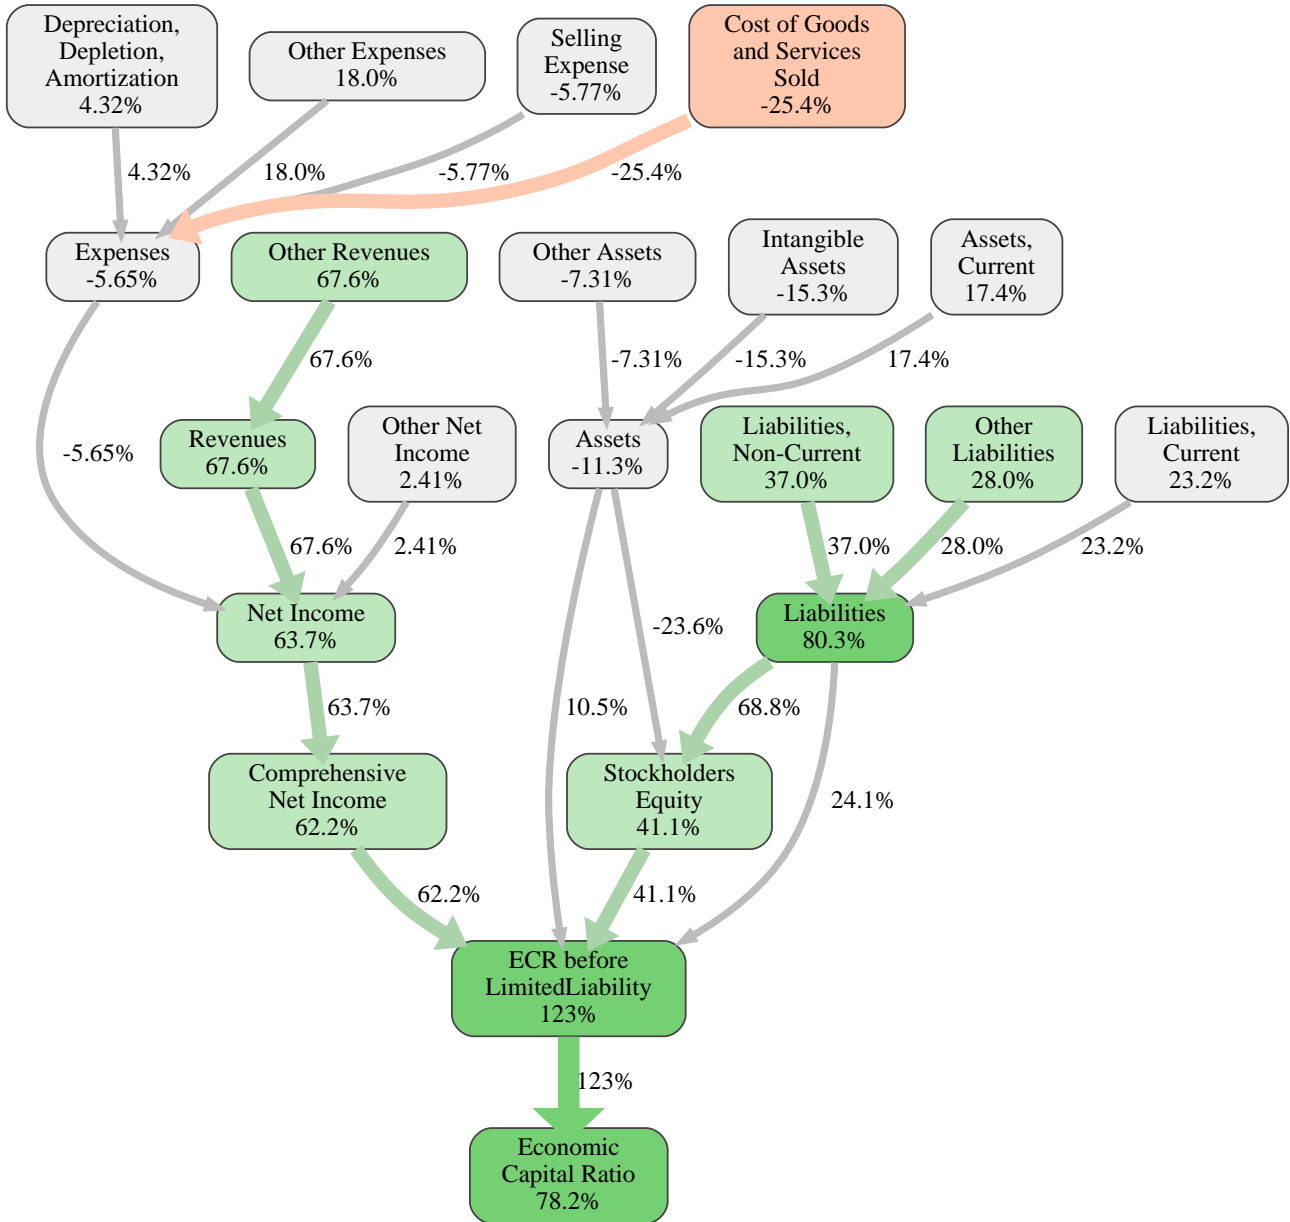 Depreciation,
Depletion,
Amortization
4.32%
Other Expenses
18.0%
Selling
Expense
-5.77%
Cost of Goods
and Services
Sold
-25.4%
4.32%
18.0%
-5.77%
-25.4%
Expenses
-5.65%
Other Revenues
67.6%
Other Assets
-7.31%
Intangible
Assets
-15.3%
Assets,
Current
17.4%
67.6%
-7.31%
-15.3%
17.4%
-5.65%
Revenues
67.6%
Other Net
Income
2.41%
Assets
-11.3%
Liabilities,
Non-Current
37.0%
Other
Liabilities
28.0%
Liabilities,
Current
23.2%
67.6%
2.41%
37.0%
28.0%
23.2%
Net Income
63.7%
-23.6%
Liabilities
80.3%
63.7%
10.5%
68.8%
Comprehensive
Net Income
62.2%
Stockholders
Equity
41.1%
24.1%
62.2%
41.1%
ECR before
LimitedLiability
123%
123%
Economic
Capital Ratio
78.2%